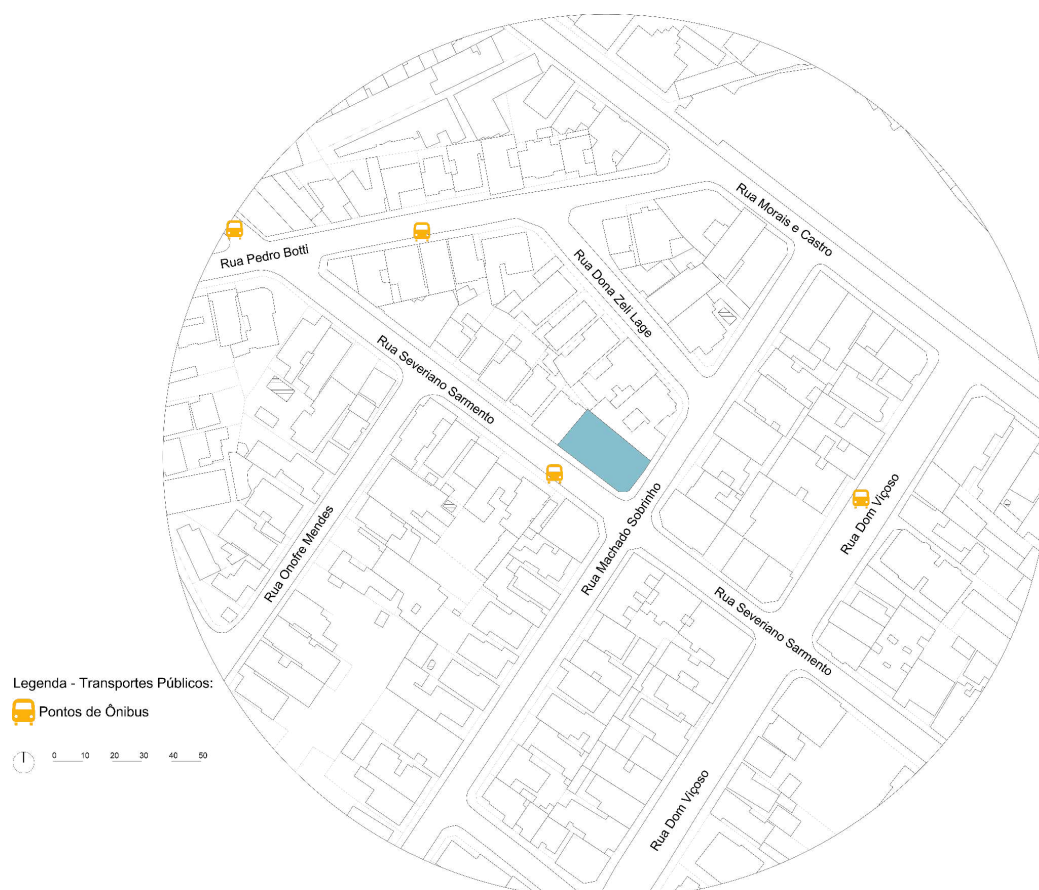 Rua Morais e Castro
Rua Pedro Botti
Rua Dona Zeli Lage
Rua Severiano Sarmento
Rua Machado Sobrinho
Rua Dom Viçoso
Rua Onofre Mendes
Rua Severiano Sarmento
Legenda - Transportes Públicos:
Pontos de Ônibus
0 10 20 30 40 50
Rua Dom Viçoso